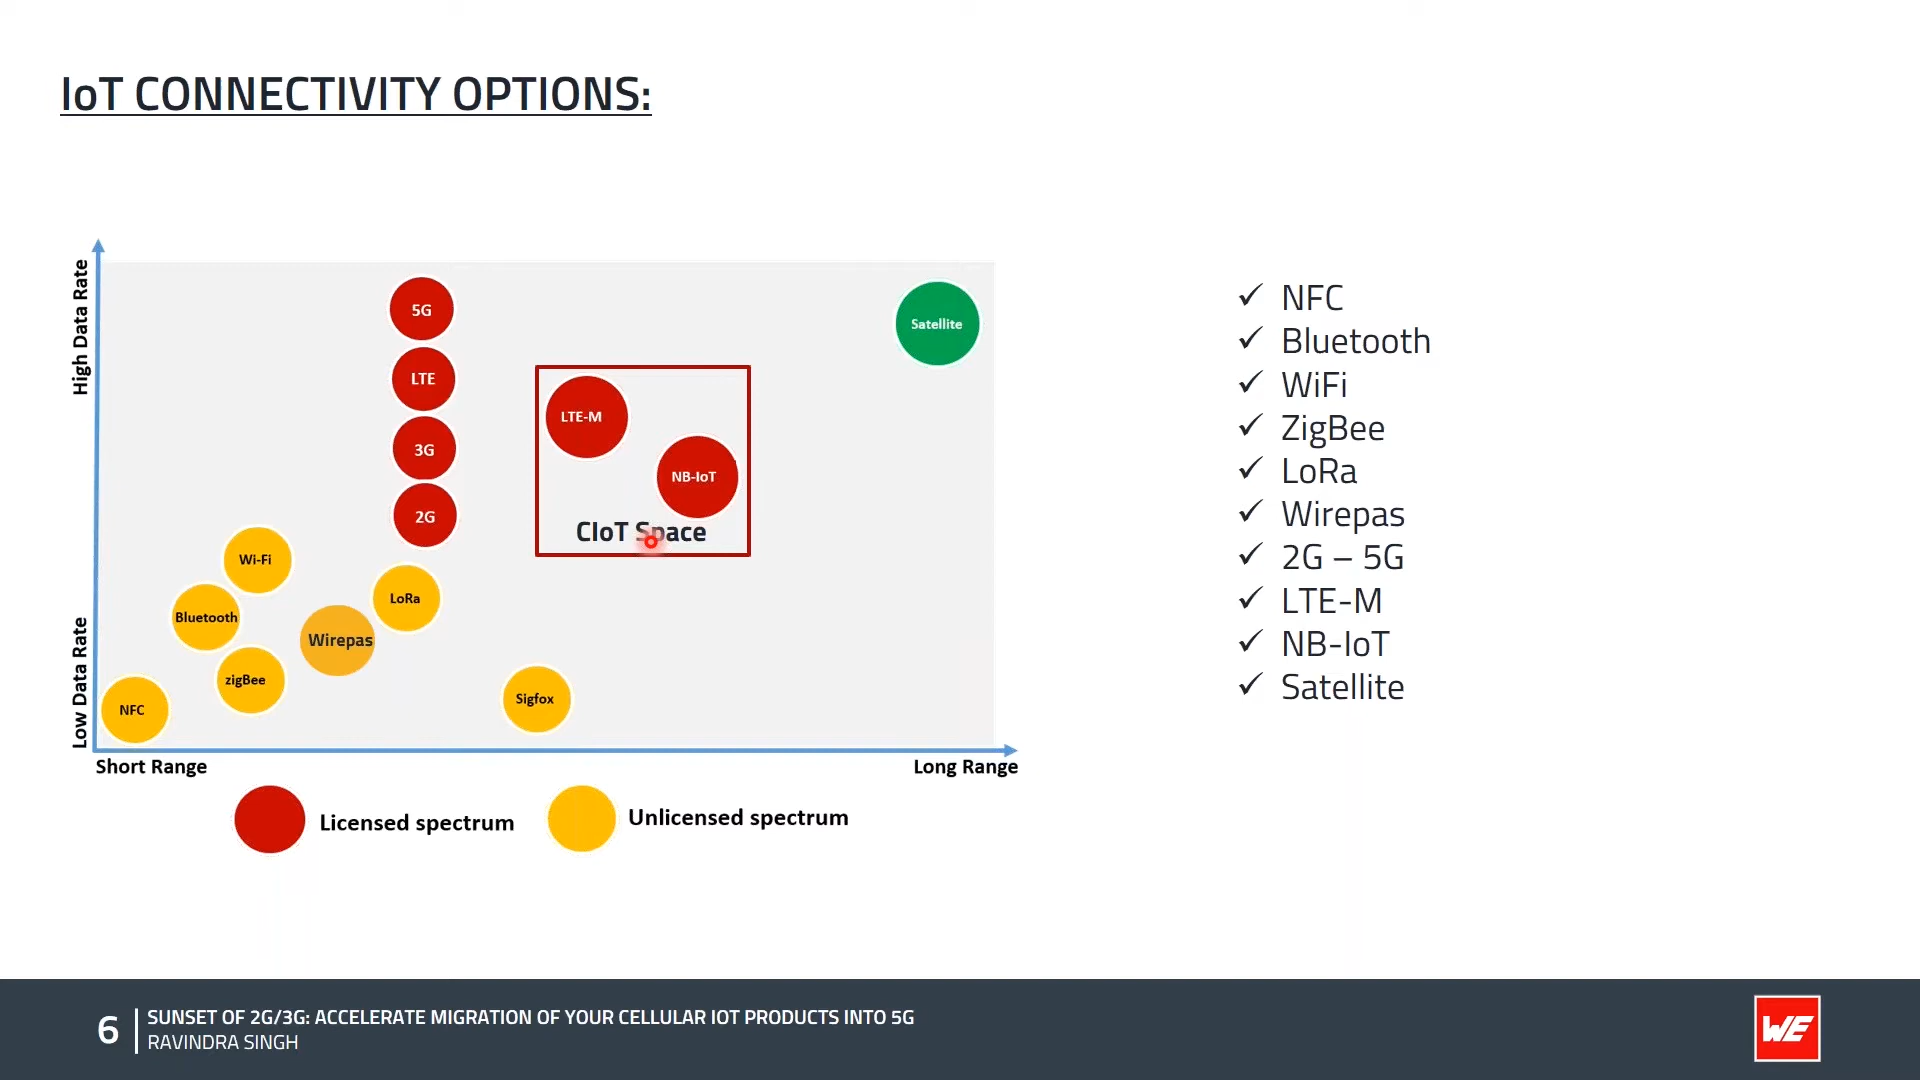 IoT CONNECTIVITY OPTIONS:
High Data Rate
Low Data Rate
5G
LTE
3G
2G
Satellite
LTE-M
NB-IoT
CIoT Space
Wi-Fi
Bluetooth
zigBee
NFC
Wirepas
LoRa
Sigfox
Short Range
Long Range
Licensed spectrum
Unlicensed spectrum
✓ NFC
✓ Bluetooth
✓ WiFi
✓ ZigBee
✓ LoRa
✓ Wirepas
✓ 2G – 5G
✓ LTE-M
✓ NB-IoT
✓ Satellite
6
SUNSET OF 2G/3G: ACCELERATE MIGRATION OF YOUR CELLULAR IOT PRODUCTS INTO 5G
RAVINDRA SINGH
WE